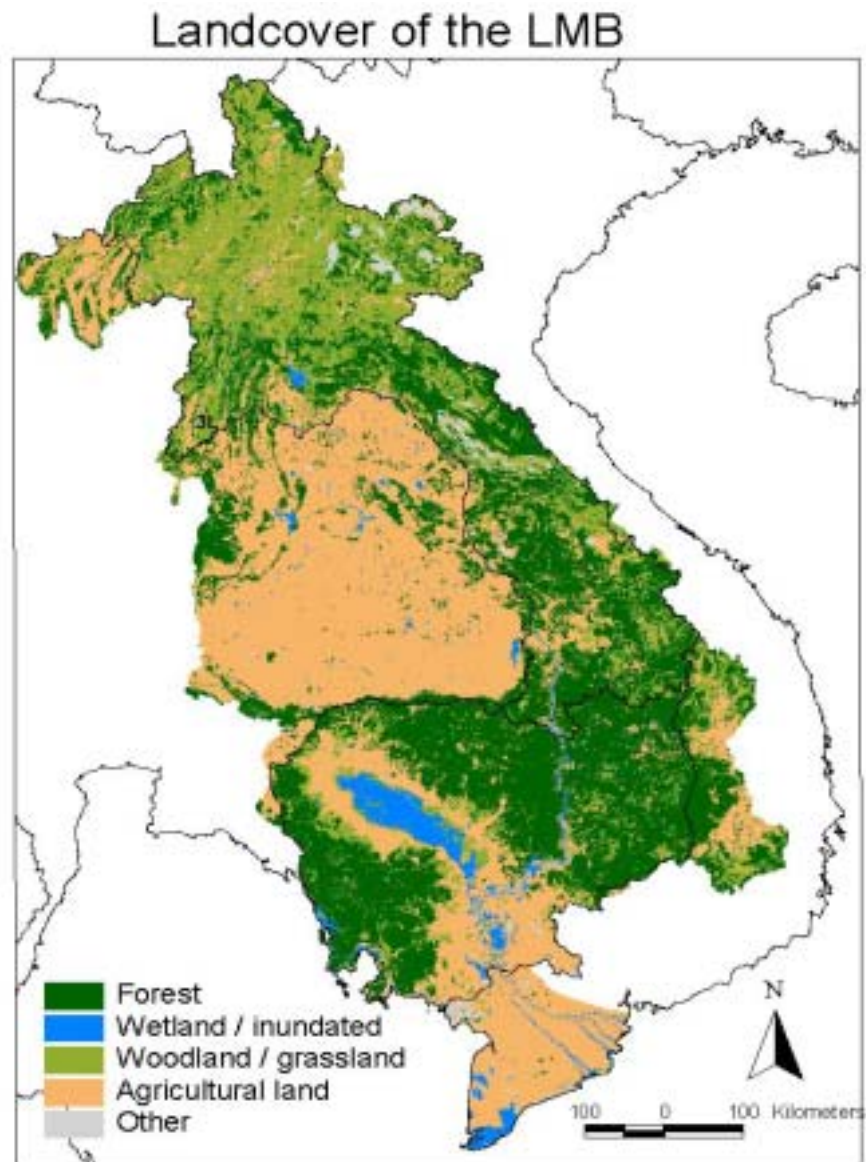 Landcover of the LMB
Forest
Wetland / inundated
Woodland / grassland
Agricultural land
Other
N
100 0 100 Kilometers